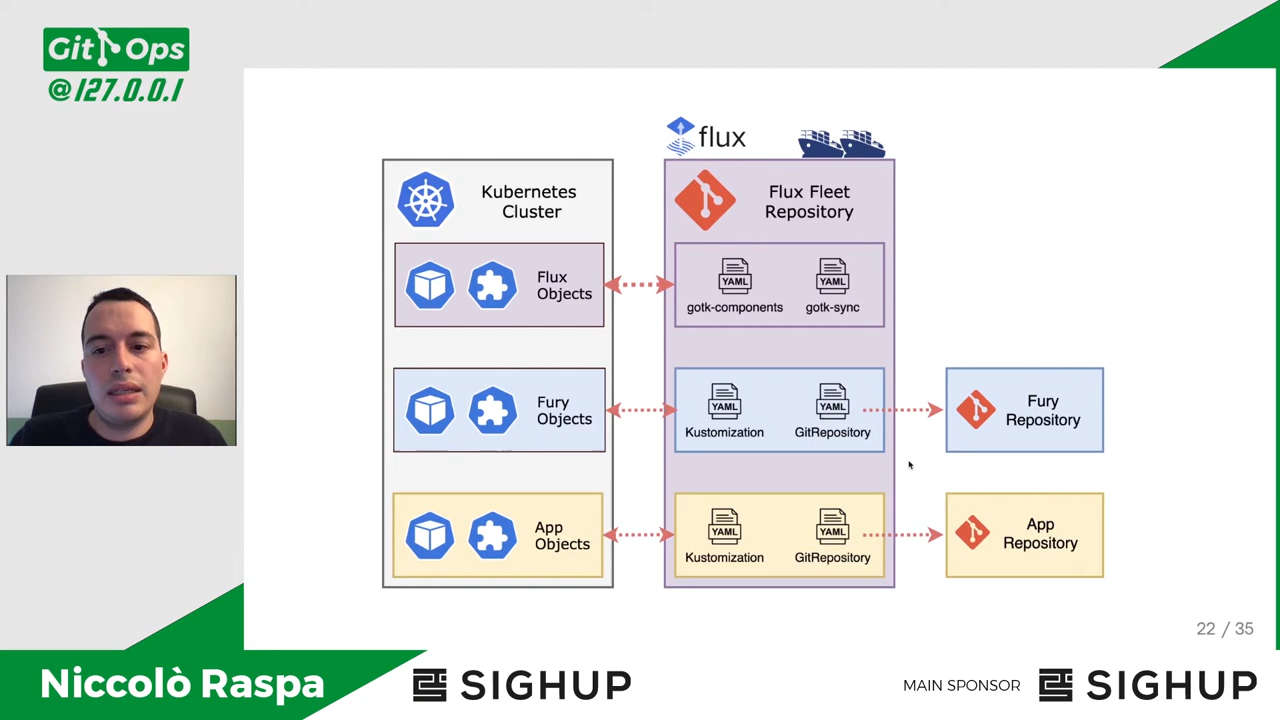 Git Ops
@127.0.0.1
flux
Kubernetes
Cluster
Flux Fleet
Repository
Flux
Objects
YAML
YAML
gotk-components
gotk-sync
Fury
Objects
YAML
YAML
Kustomization
GitRepository
Fury
Repository
App
Objects
YAML
YAML
Kustomization
GitRepository
App
Repository
22 / 35
Niccolò Raspa
SIGHUP
MAIN SPONSOR
SIGHUP